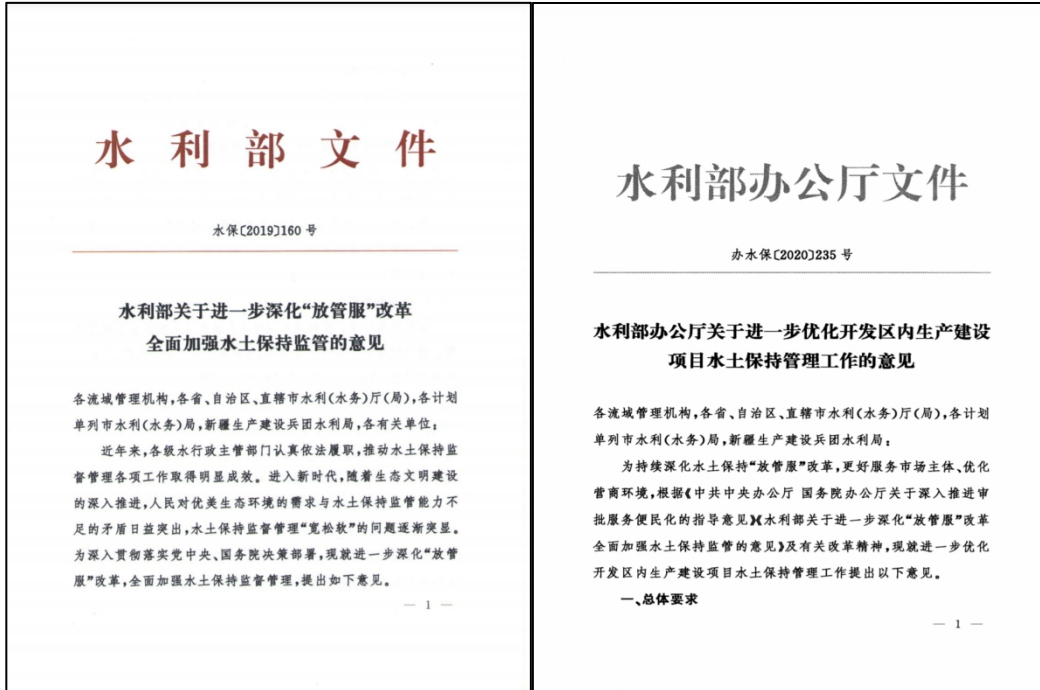 水利部文件
水保〔2019〕160号
水利部关于进一步深化“放管服”改革
全面加强水土保持监管的意见
各流域管理机构,各省、自治区、直辖市水利(水务)厅(局),各计划
单列市水利(水务)局,新疆生产建设兵团水利局,各有关单位:
近年来,各级水行政主管部门认真依法履职,推动水土保持监
督管理各项工作取得明显成效。进入新时代,随着生态文明建设
的深入推进,人民对优美生态环境的需求与水土保持监管能力不
足的矛盾日益突出,水土保持监督管理“宽松软”的问题逐渐突显。
为深入贯彻落实党中央、国务院决策部署,现就进一步深化“放管
服”改革,全面加强水土保持监督管理,提出如下意见。
— 1 —
水利部办公厅文件
办水保〔2020〕235号
水利部办公厅关于进一步优化开发区内生产建设
项目水土保持管理工作的意见
各流域管理机构,各省、自治区、直辖市水利(水务)厅(局),各计划
单列市水利(水务)局,新疆生产建设兵团水利局:
为持续深化水土保持“放管服”改革,更好服务市场主体、优化
营商环境,根据《中共中央办公厅 国务院办公厅关于深入推进审
批服务便民化的指导意见》《水利部关于进一步深化“放管服”改革
全面加强水土保持监管的意见》及有关改革精神,现就进一步优化
开发区内生产建设项目水土保持管理工作提出以下意见。
一、总体要求
— 1 —